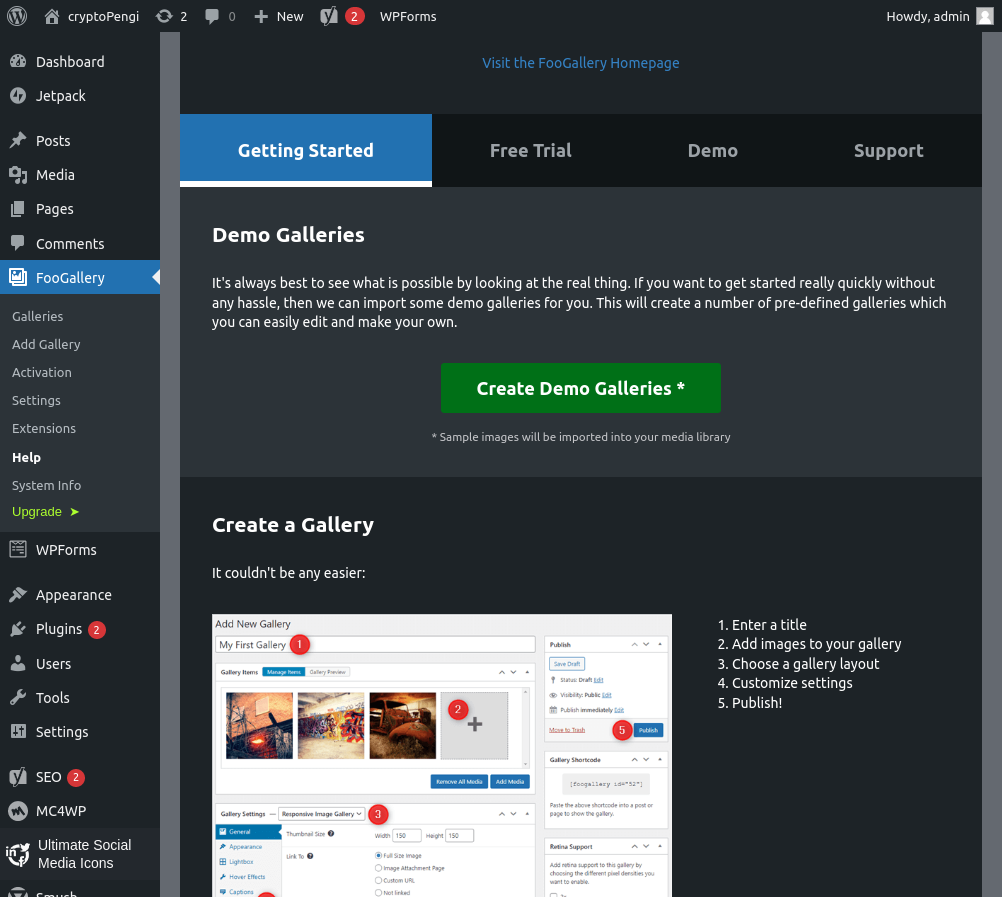 cryptoPengi
2
0
New
2
WPForms
Howdy, admin
Dashboard
Jetpack
Posts
Media
Pages
Comments
FooGallery
Galleries
Add Gallery
Activation
Settings
Extensions
Help
System Info
Upgrade ➤
WPForms
Appearance
Plugins 2
Users
Tools
Settings
SEO 2
MC4WP
Ultimate Social
Media Icons
Smush
Visit the FooGallery Homepage
Getting Started
Free Trial
Demo
Support
Demo Galleries
It's always best to see what is possible by looking at the real thing. If you want to get started really quickly without
any hassle, then we can import some demo galleries for you. This will create a number of pre-defined galleries which
you can easily edit and make your own.
Create Demo Galleries *
* Sample images will be imported into your media library
Create a Gallery
It couldn't be any easier:
Add New Gallery
My First Gallery 1
Gallery Items Manage Items Gallery Preview
2
Remove All Media Add Media
Gallery Settings — Responsive Image Gallery 3
General
Appearance
Lightbox
Hover Effects
Captions
Thumbnail Size
Width 150 Height 150
Link To
Full Size Image
Image Attachment Page
Custom URL
Not linked
Publish
Save Draft
Status: Draft Edit
Visibility: Public Edit
Publish immediately Edit
Move to Trash 5 Publish
Gallery Shortcode
[foogallery id="52"]
Paste the above shortcode into a post or
page to show the gallery.
Retina Support
Add retina support to this gallery by
choosing the different pixel densities you
want to enable.
1. Enter a title
2. Add images to your gallery
3. Choose a gallery layout
4. Customize settings
5. Publish!